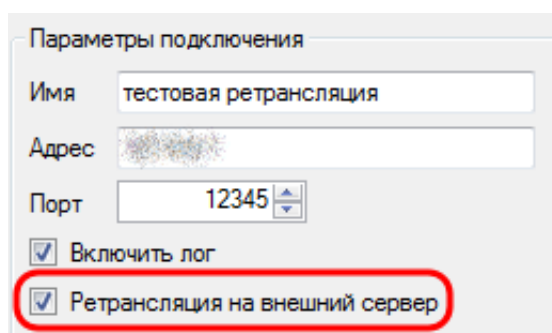 Параметры подключения
Имя тестовая ретрансляция
Адрес
Порт 12345
Включить лог
Ретрансляция на внешний сервер